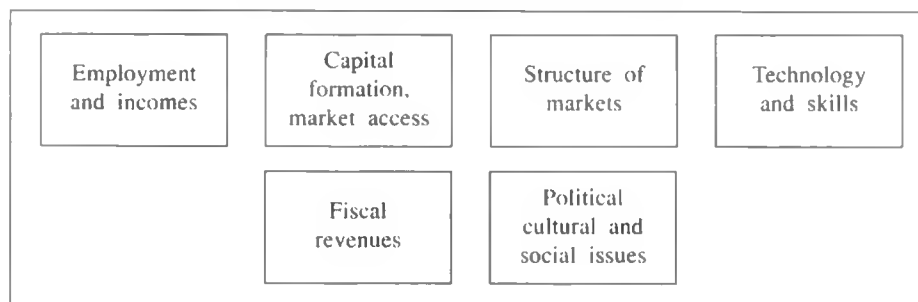 Employment
and incomes
Capital
formation,
market access
Structure of
markets
Technology
and skills
Fiscal
revenues
Political
cultural and
social issues